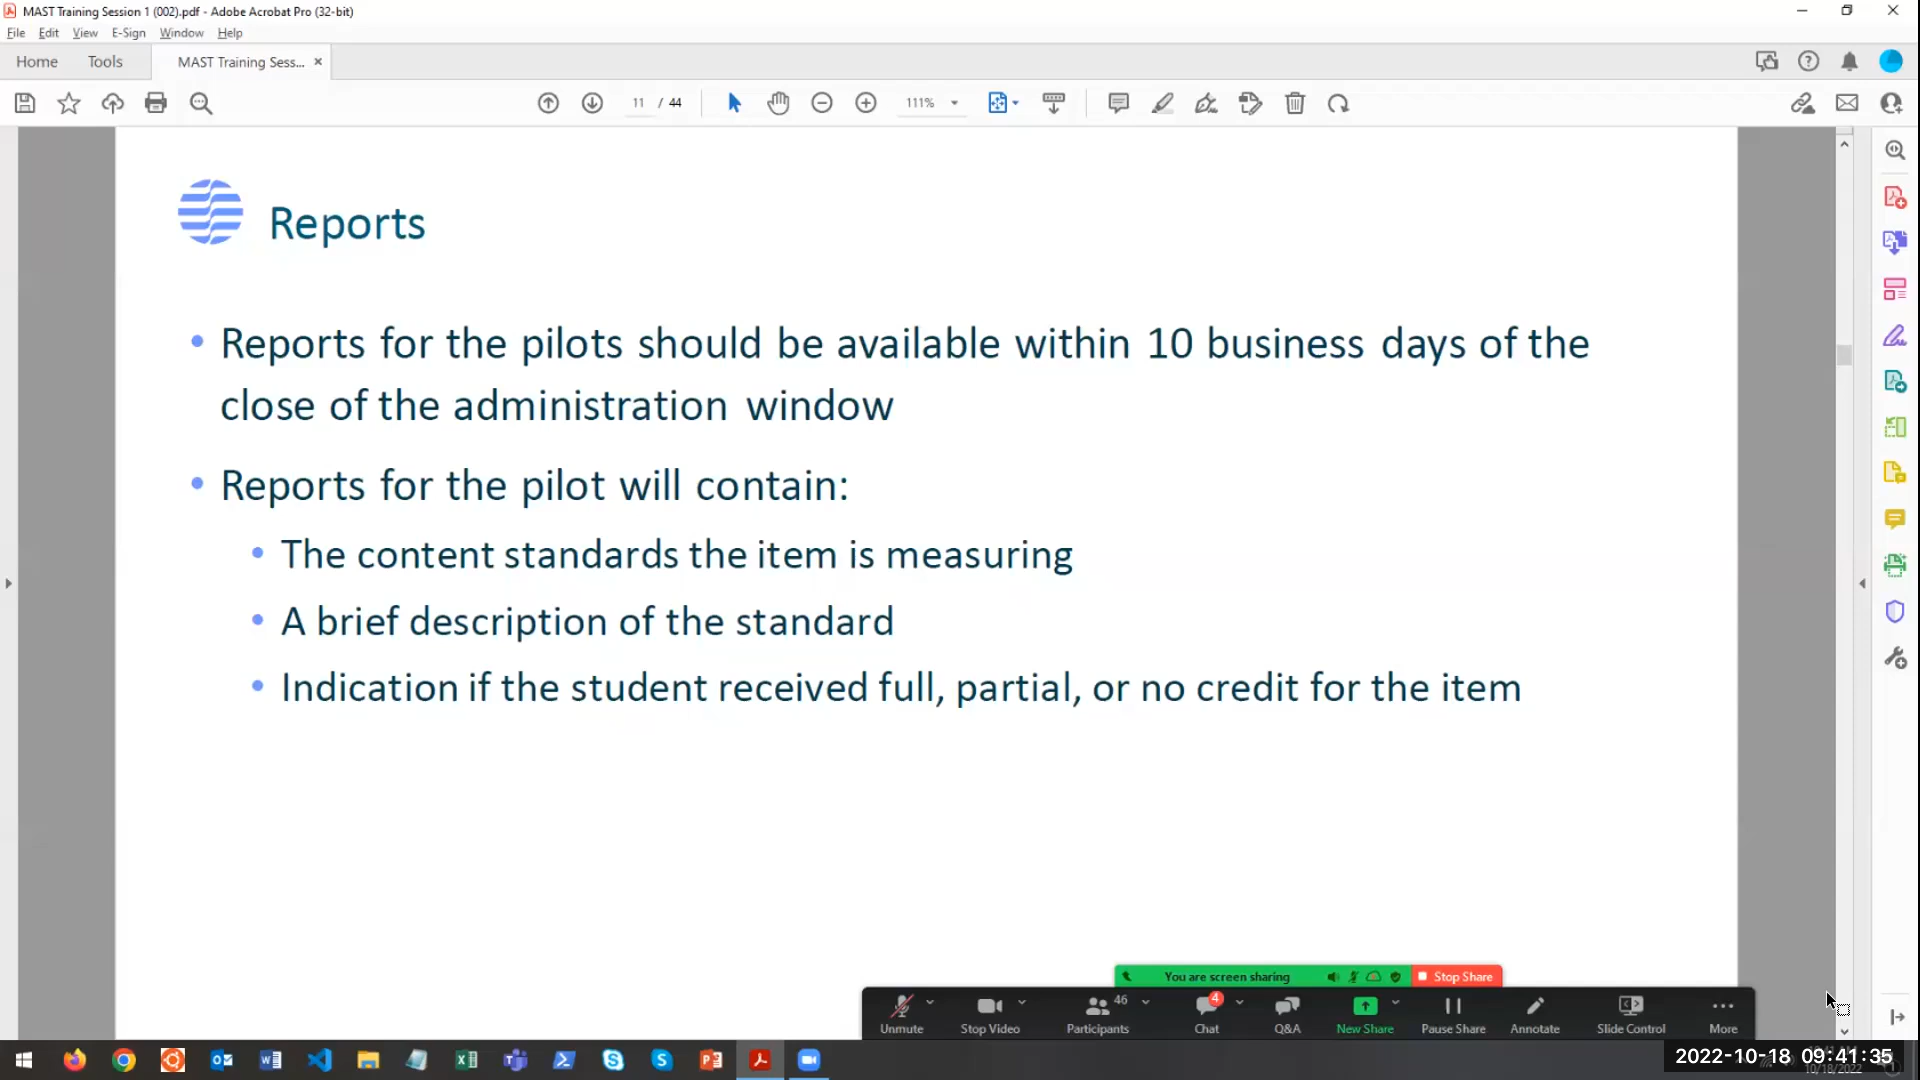 MAST Training Session 1 (002).pdf - Adobe Acrobat Pro (32-bit)
File Edit View E-Sign Window Help
Home Tools MAST Training Sess... ×
11 / 44 111%
Reports
• Reports for the pilots should be available within 10 business days of the
close of the administration window
• Reports for the pilot will contain:
• The content standards the item is measuring
• A brief description of the standard
• Indication if the student received full, partial, or no credit for the item
You are screen sharing Stop Share
46 4
Unmute Stop Video Participants Chat Q&A New Share Pause Share Annotate Slide Control More
2022-10-18 09:41:35
10/18/2022